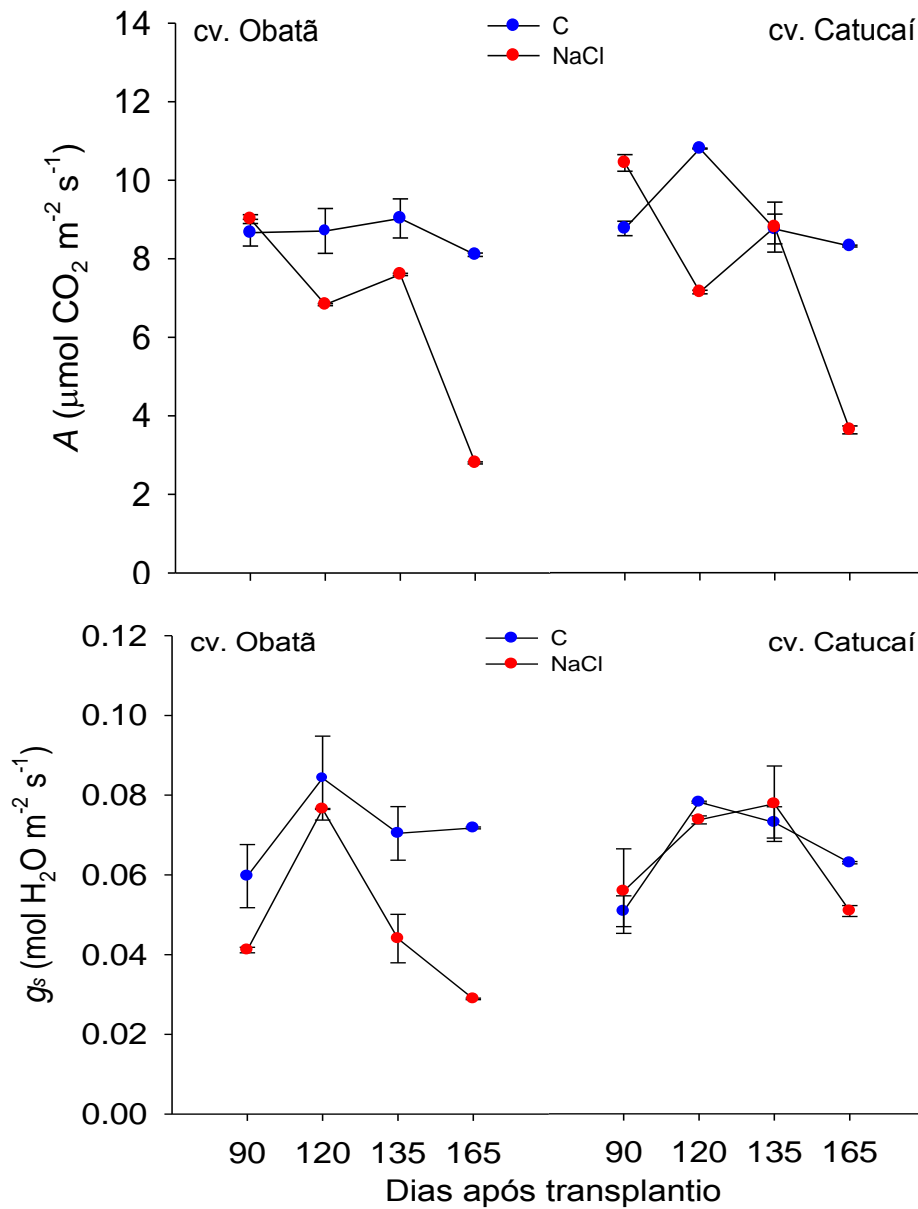 cv. Obatã
C
NaCl
cv. Catucaí
A (μmol CO₂ m⁻² s⁻¹)
14
12
10
8
6
4
2
0
cv. Obatã
C
NaCl
cv. Catucaí
gₛ (mol H₂O m⁻² s⁻¹)
0.12
0.10
0.08
0.06
0.04
0.02
0.00
90 120 135 165 90 120 135 165
Dias após transplantio